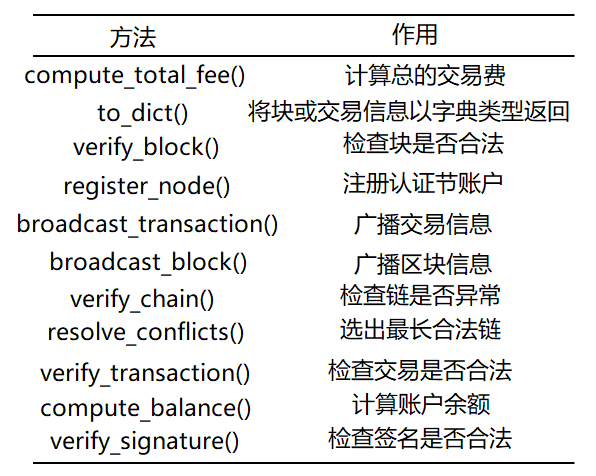 方法 作用
compute_total_fee() 计算总的交易费
to_dict() 将块或交易信息以字典类型返回
verify_block() 检查块是否合法
register_node() 注册认证节账户
broadcast_transaction() 广播交易信息
broadcast_block() 广播区块信息
verify_chain() 检查链是否异常
resolve_conflicts() 选出最长合法链
verify_transaction() 检查交易是否合法
compute_balance() 计算账户余额
verify_signature() 检查签名是否合法